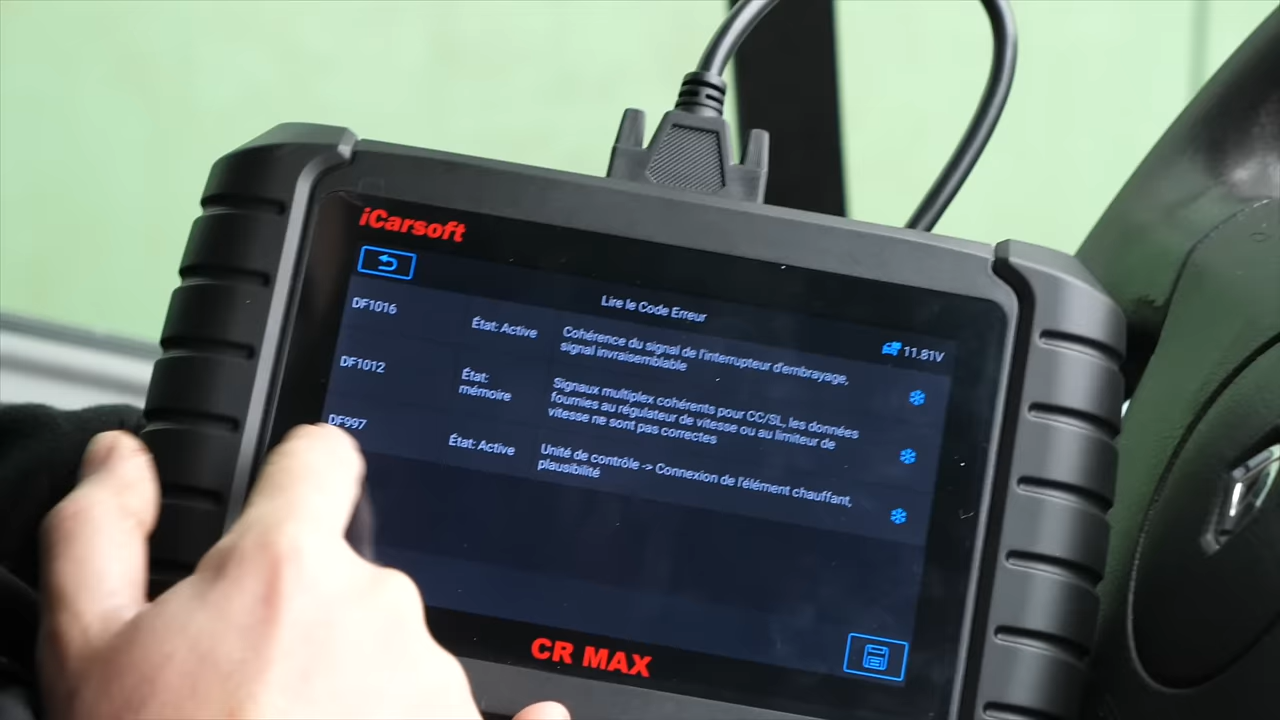 iCarsoft
Lire le Code Erreur
11.81V
DF1016
État: Active
Cohérence du signal de l'interrupteur d'embrayage,
signal invraisemblable
DF1012
État:
mémoire
Signaux multiplex cohérents pour CC/SL, les données
fournies au régulateur de vitesse ou au limiteur de
vitesse ne sont pas correctes
DF997
État: Active
Unité de contrôle -> Connexion de l'élément chauffant,
plausibilité
CR MAX